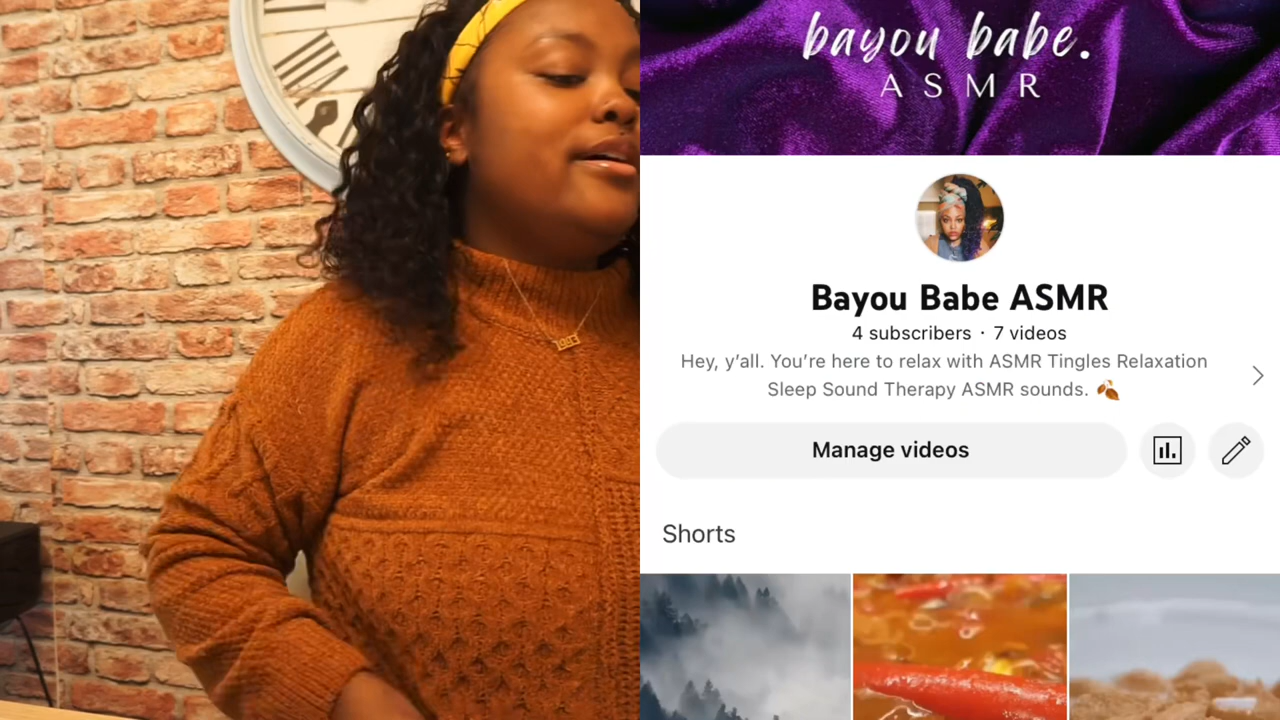 bayou babe.
ASMR
Bayou Babe ASMR
4 subscribers · 7 videos
Hey, y’all. You’re here to relax with ASMR Tingles Relaxation
Sleep Sound Therapy ASMR sounds. 🍂
Manage videos
Shorts